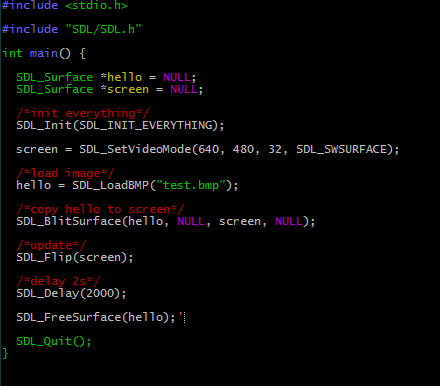 #include <stdio.h>
#include "SDL/SDL.h"
int main() {
SDL_Surface *hello = NULL;
SDL_Surface *screen = NULL;
/*init everything*/
SDL_Init(SDL_INIT_EVERYTHING);
screen = SDL_SetVideoMode(640, 480, 32, SDL_SWSURFACE);
/*load image*/
hello = SDL_LoadBMP("test.bmp");
/*copy hello to screen*/
SDL_BlitSurface(hello, NULL, screen, NULL);
/*update*/
SDL_Flip(screen);
/*delay 2s*/
SDL_Delay(2000);
SDL_FreeSurface(hello);'
SDL_Quit();
}